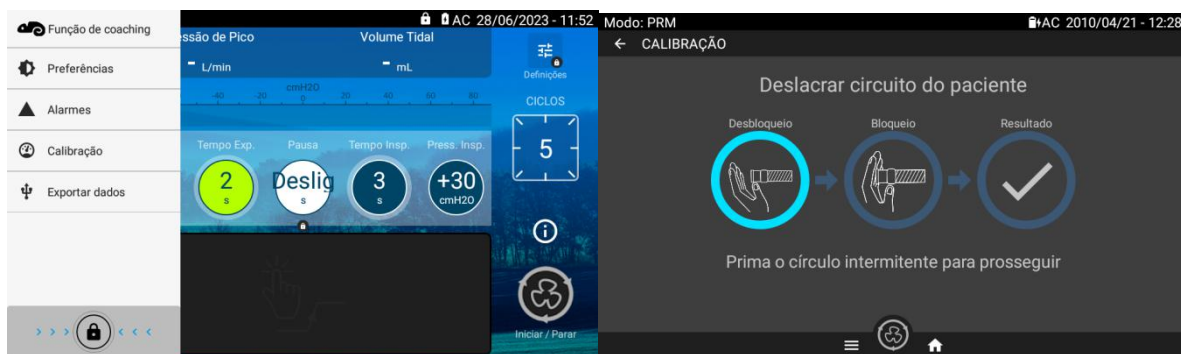 AC 28/06/2023 - 11:52
Função de coaching
Preferências
Alarmes
Calibração
Exportar dados
essão de Pico
Volume Tidal
- L/min
- mL
cmH2O
-40 -20 0 20 40 60 80
Tempo Exp.
Pausa
Tempo Insp.
Press. Insp.
2
s
Deslig
s
3
s
+30
cmH2O
Definições
CICLOS
5
Iniciar / Parar
> > > < < <
Modo: PRM
AC 2010/04/21 - 12:28
← CALIBRAÇÃO
Deslacrar circuito do paciente
Desbloqueio
Bloqueio
Resultado
Prima o círculo intermitente para prosseguir